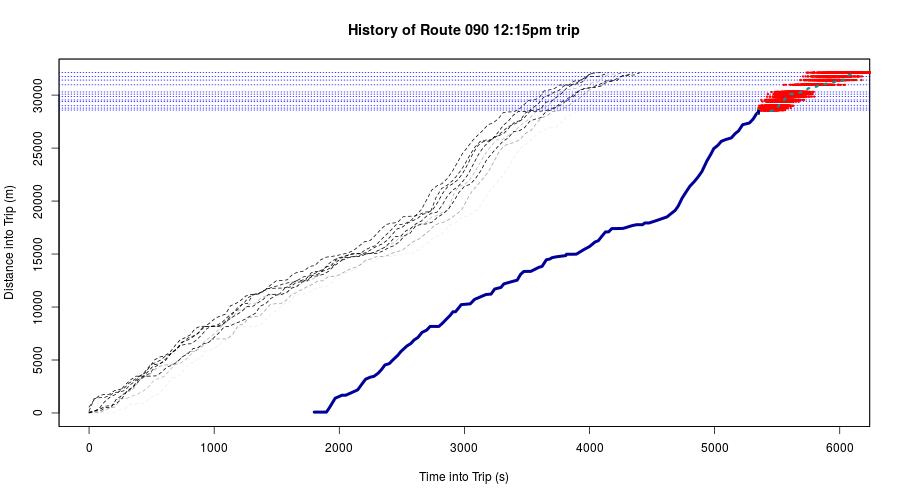 History of Route 090 12:15pm trip
Distance into Trip (m)
30000
25000
20000
15000
10000
5000
0
0 1000 2000 3000 4000 5000 6000
Time into Trip (s)